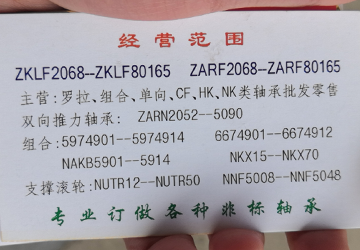 经营范围
ZKLF2068--ZKLF80165 ZARF2068--ZARF80165
主营:罗拉、组合、单向、CF、HK、NK类轴承批发零售
双向推力轴承: ZARN2052--5090
组合:5974901--5974914 6674901--6674912
NAKB5901--5914 NKX15--NKX70
支撑滚轮:NUTR12--NUTR50 NNF5008--NNF5048
专业订做各种非标轴承